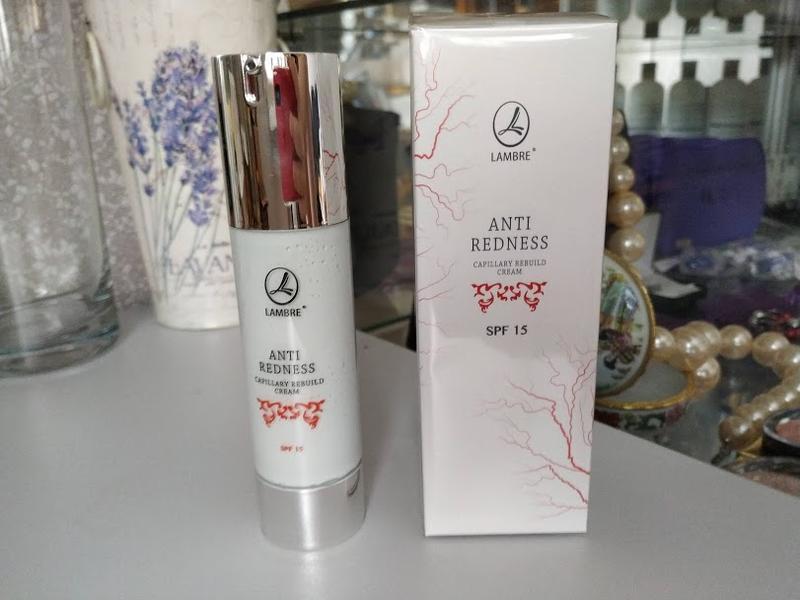 LAMBRE®
ANTI
REDNESS
CAPILLARY REBUILD
CREAM
SPF 15
LAMBRE®
ANTI
REDNESS
CAPILLARY REBUILD
CREAM
SPF 15